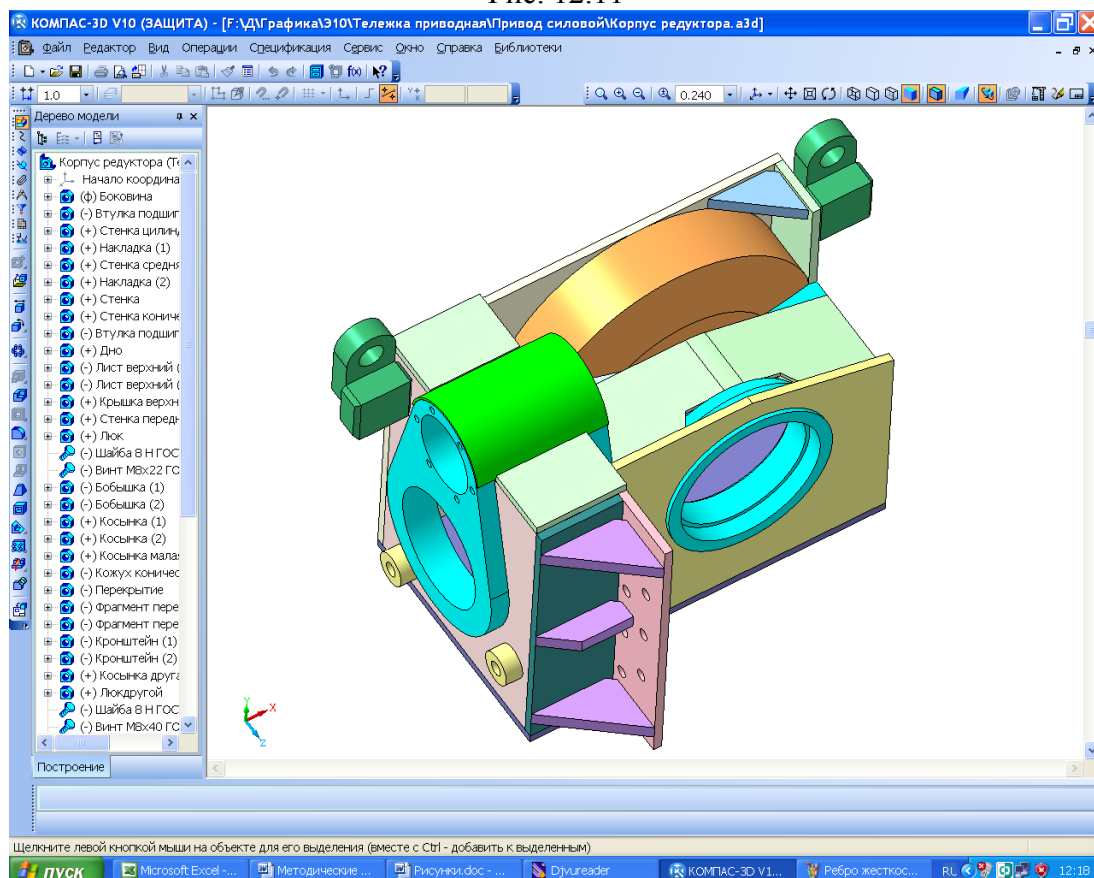 КОМПАС-3D V10 (ЗАЩИТА) - [F:\Д\Графика\Э10\Тележка приводная\Привод силовой\Корпус редуктора.a3d]
Файл Редактор Вид Операции Спецификация Сервис Окно Справка Библиотеки
f(x)
1.0
0.240
Дерево модели
Корпус редуктора (Те
Начало координа
(ф) Боковина
(-) Втулка подшип
(+) Стенка цилинд
(+) Накладка (1)
(+) Стенка средня
(+) Накладка (2)
(+) Стенка
(+) Стенка кониче
(-) Втулка подшип
(+) Дно
(-) Лист верхний (
(-) Лист верхний (
(+) Крышка верхн
(+) Стенка передн
(+) Люк
(-) Шайба 8 Н ГОС
(-) Винт М8х22 ГС
(-) Бобышка (1)
(-) Бобышка (2)
(+) Косынка (1)
(+) Косынка (2)
(+) Косынка мала
(-) Кожух коничес
(-) Перекрытие
(-) Фрагмент пере
(-) Фрагмент пере
(-) Кронштейн (1)
(-) Кронштейн (2)
(+) Косынка друга
(+) Люкдругой
(-) Шайба 8 Н ГОС
(-) Винт М8х40 ГС
Y
X
Z
Построение
Щелкните левой кнопкой мыши на объекте для его выделения (вместе с Ctrl - добавить к выделенным)
пуск Microsoft Excel -... Методические ... Рисунки.doc - ... Djvureader КОМПАС-3D V1... Ребро жесткос... RU 12:18